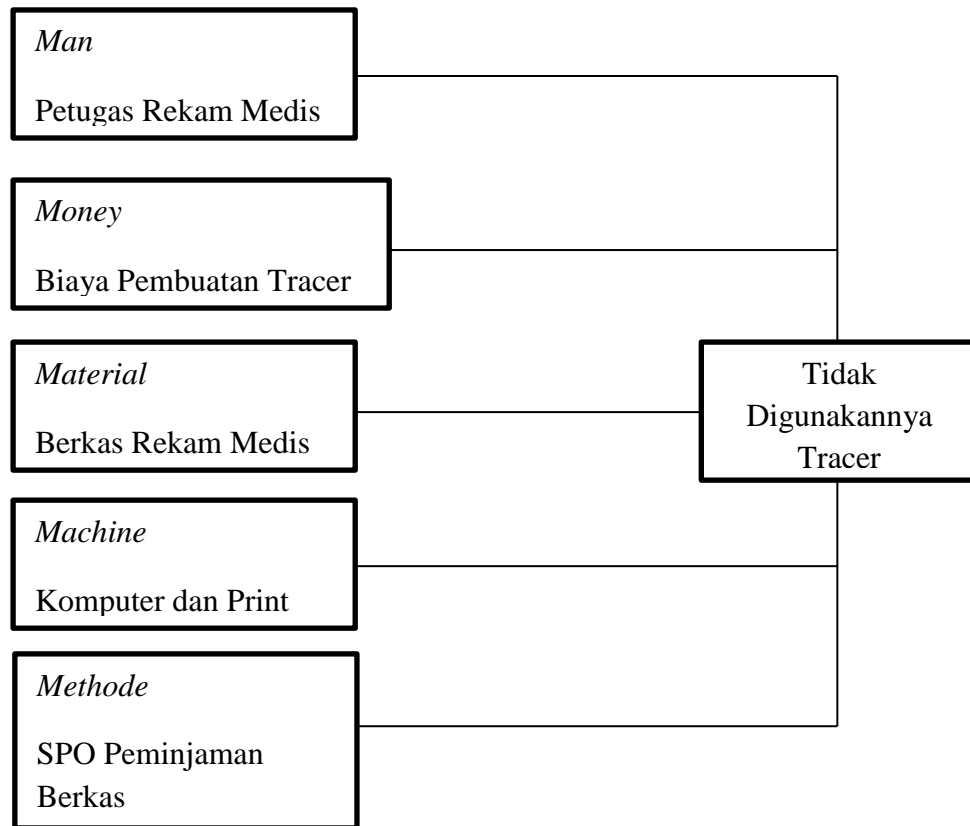 Man
Petugas Rekam Medis
Money
Biaya Pembuatan Tracer
Material
Berkas Rekam Medis
Machine
Komputer dan Print
Methode
SPO Peminjaman
Berkas
Tidak
Digunakannya
Tracer